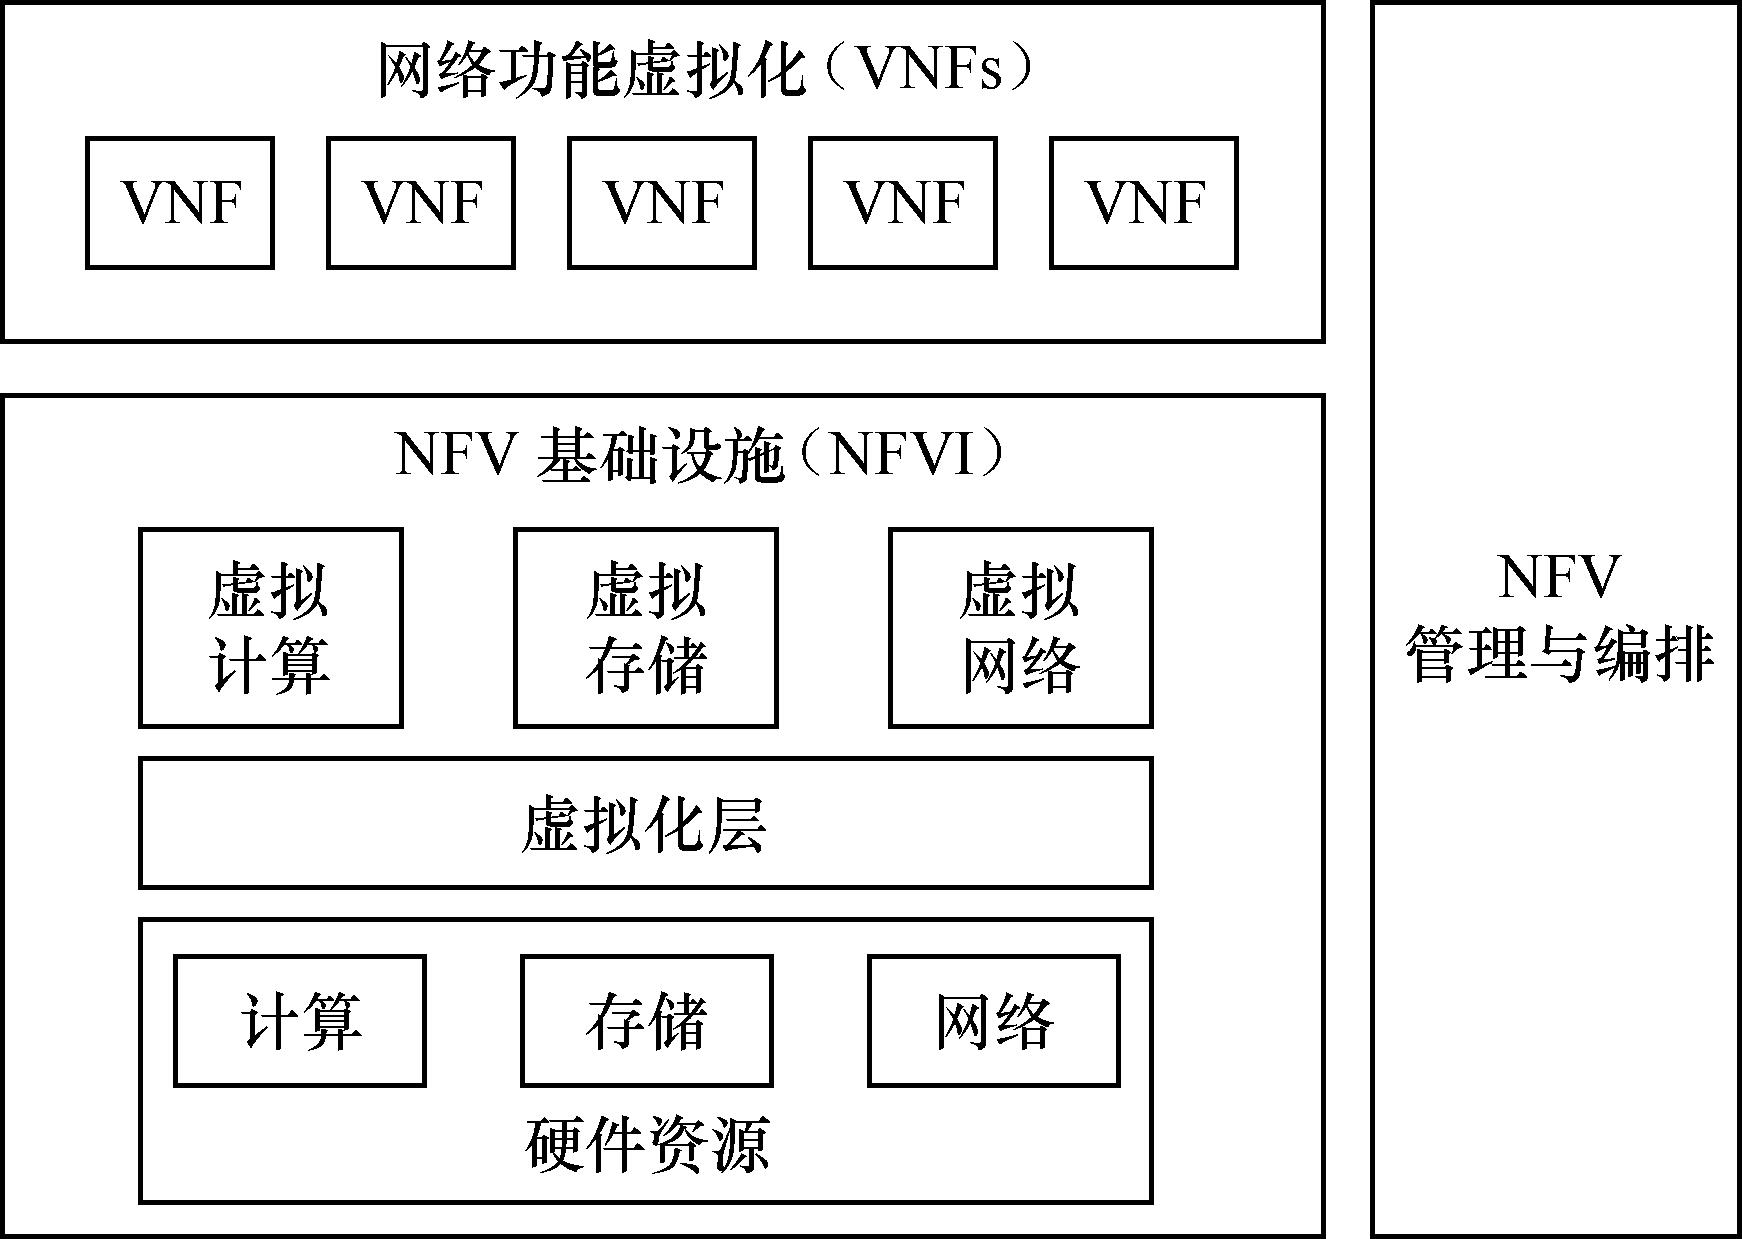 网络功能虚拟化（VNFs）
VNF VNF VNF VNF VNF
NFV 基础设施（NFVI）
虚拟
计算
虚拟
存储
虚拟
网络
虚拟化层
计算 存储 网络
硬件资源
NFV
管理与编排